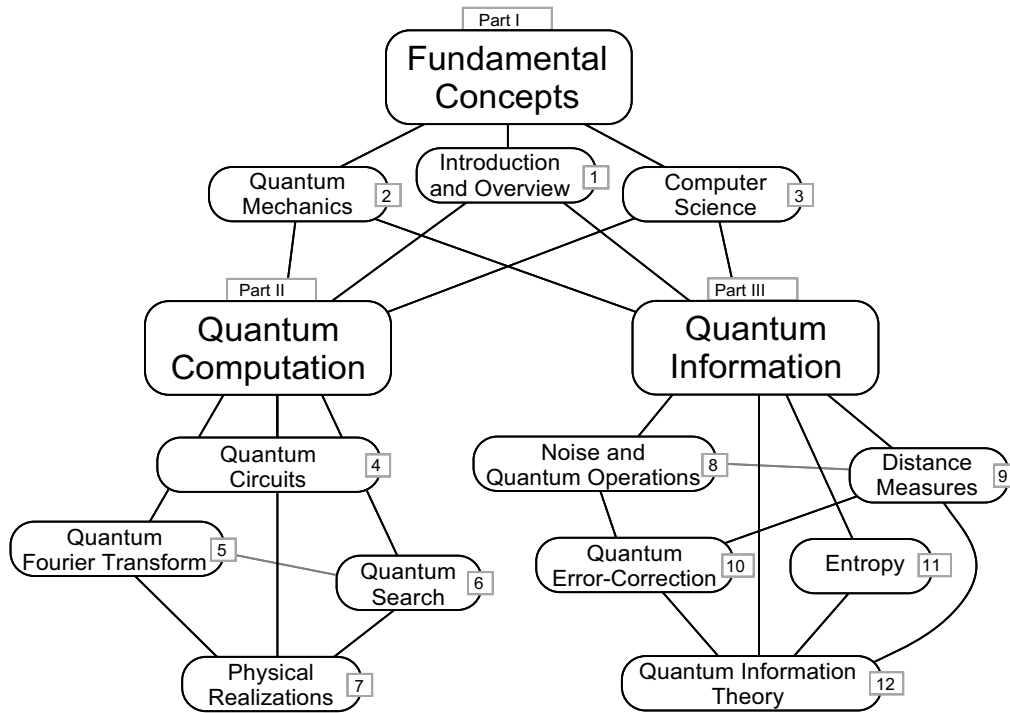 Part I
Fundamental
Concepts
Introduction
and Overview
1
Quantum
Mechanics
2
Computer
Science
3
Part II
Quantum
Computation
Part III
Quantum
Information
Quantum
Circuits
4
Noise and
Quantum Operations
8
Distance
Measures
9
Quantum
Fourier Transform
5
Quantum
Search
6
Quantum
Error-Correction
10
Entropy
11
Physical
Realizations
7
Quantum Information
Theory
12